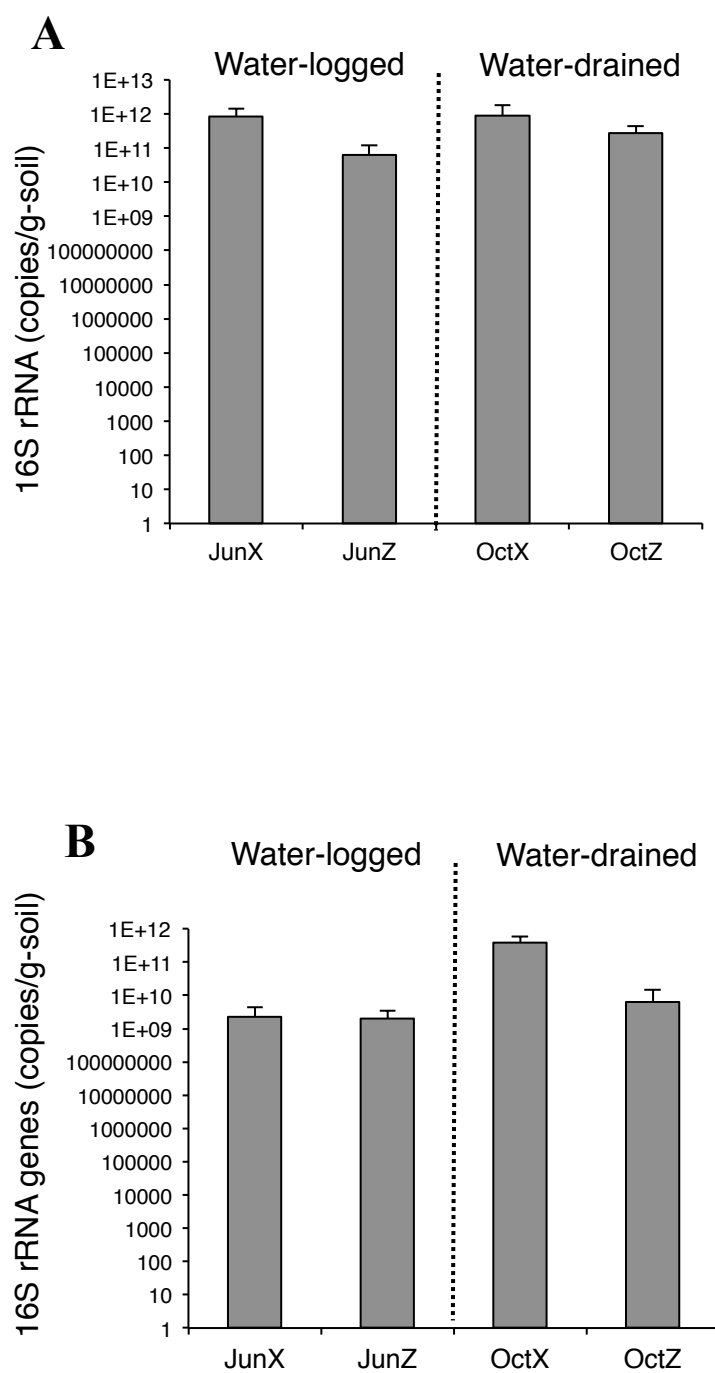 A
Water-logged Water-drained
16S rRNA (copies/g-soil)
1E+13
1E+12
1E+11
1E+10
1E+09
100000000
10000000
1000000
100000
10000
1000
100
10
1
JunX JunZ OctX OctZ
B
Water-logged Water-drained
16S rRNA genes (copies/g-soil)
1E+12
1E+11
1E+10
1E+09
100000000
10000000
1000000
100000
10000
1000
100
10
1
JunX JunZ OctX OctZ